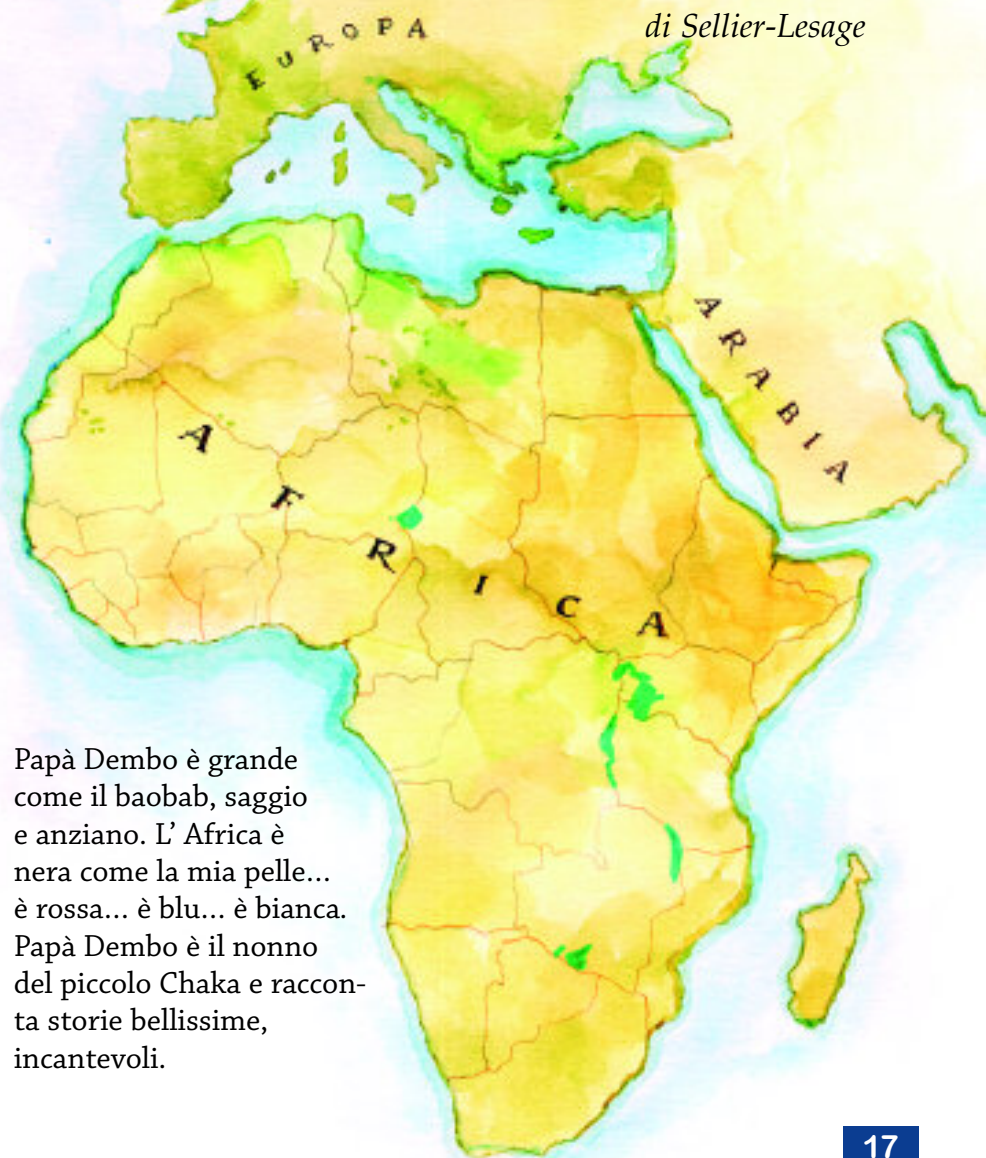 di Sellier-Lesage
EUROPA
ARABIA
AFRICA
Papà Dembo è grande
come il baobab, saggio
e anziano. L’ Africa è
nera come la mia pelle...
è rossa... è blu... è bianca.
Papà Dembo è il nonno
del piccolo Chaka e raccon-
ta storie bellissime,
incantevoli.
17